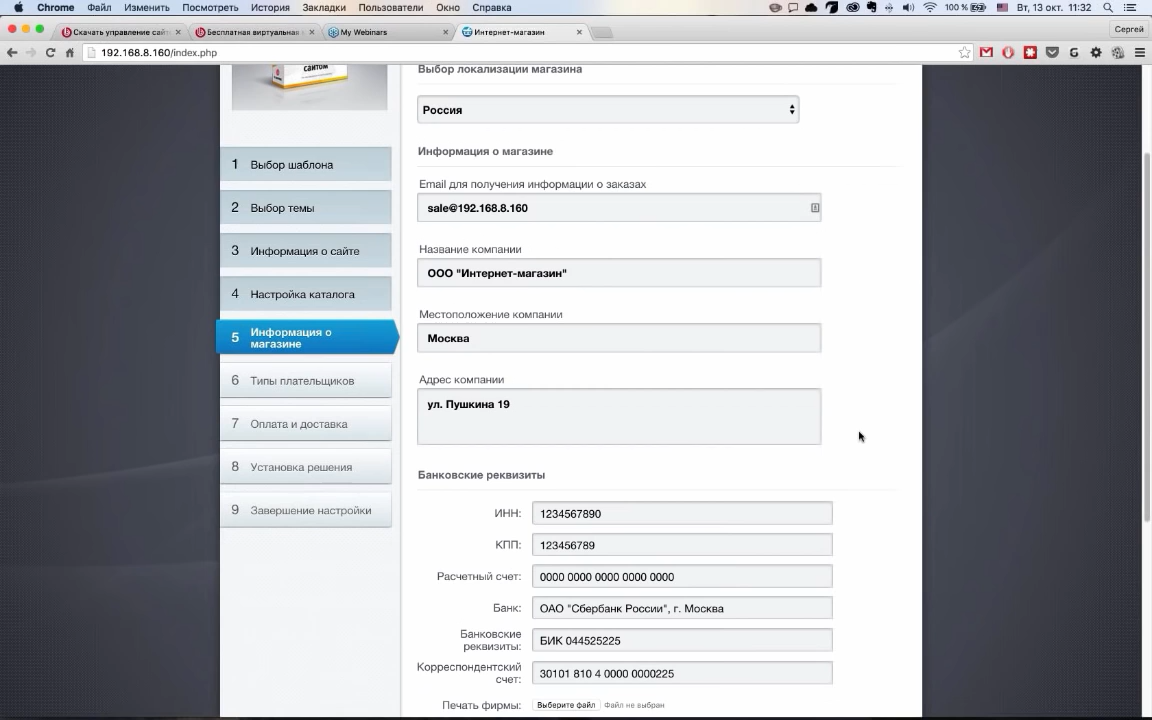 Chrome Файл Изменить Посмотреть История Закладки Пользователи Окно Справка 100 % Вт, 13 окт. 11:32
Скачать управление сайт Бесплатная виртуальная My Webinars Интернет-магазин Сергей
192.168.8.160/index.php
сайтом
Выбор локализации магазина
Россия
Информация о магазине
1 Выбор шаблона
Email для получения информации о заказах
2 Выбор темы
sale@192.168.8.160
3 Информация о сайте
Название компании
ООО "Интернет-магазин"
4 Настройка каталога
Местоположение компании
5 Информация о
магазине
Москва
6 Типы плательщиков
Адрес компании
ул. Пушкина 19
7 Оплата и доставка
8 Установка решения
Банковские реквизиты
9 Завершение настройки
ИНН: 1234567890
КПП: 123456789
Расчетный счет: 0000 0000 0000 0000 0000
Банк: ОАО "Сбербанк России", г. Москва
Банковские
реквизиты: БИК 044525225
Корреспондентский
счет: 30101 810 4 0000 0000225
Печать фирмы: Выберите файл Файл не выбран